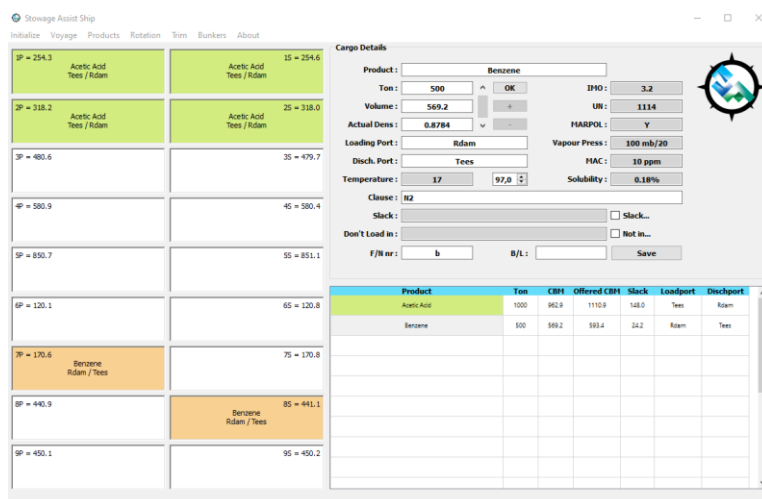 Stowage Assist Ship
Initialize Voyage Products Rotation Trim Bunkers About
1P = 254.3
Acetic Acid
Tees / Rdam
1S = 254.6
Acetic Acid
Tees / Rdam
2P = 318.2
Acetic Acid
Tees / Rdam
2S = 318.0
Acetic Acid
Tees / Rdam
3P = 480.6
3S = 479.7
4P = 580.9
4S = 580.4
5P = 850.7
5S = 851.1
6P = 120.1
6S = 120.8
7P = 170.6
Benzene
Rdam / Tees
7S = 170.8
8P = 440.9
8S = 441.1
Benzene
Rdam / Tees
9P = 450.1
9S = 450.2
Cargo Details
Product : Benzene
Ton : 500 OK IMO : 3.2
Volume : 569.2 + UN : 1114
Actual Dens : 0.8784 - MARPOL : Y
Loading Port : Rdam Vapour Press : 100 mb/20
Disch. Port : Tees MAC : 10 ppm
Temperature : 17 97,0 Solubility : 0.18%
Clause : N2
Slack : Slack...
Don't Load in : Not in...
F/N nr : b B/L : Save
Product Ton CBM Offered CBM Slack Loadport Dischport
Acetic Acid 1000 962.9 1110.9 148.0 Tees Rdam
Benzene 500 569.2 593.4 24.2 Rdam Tees